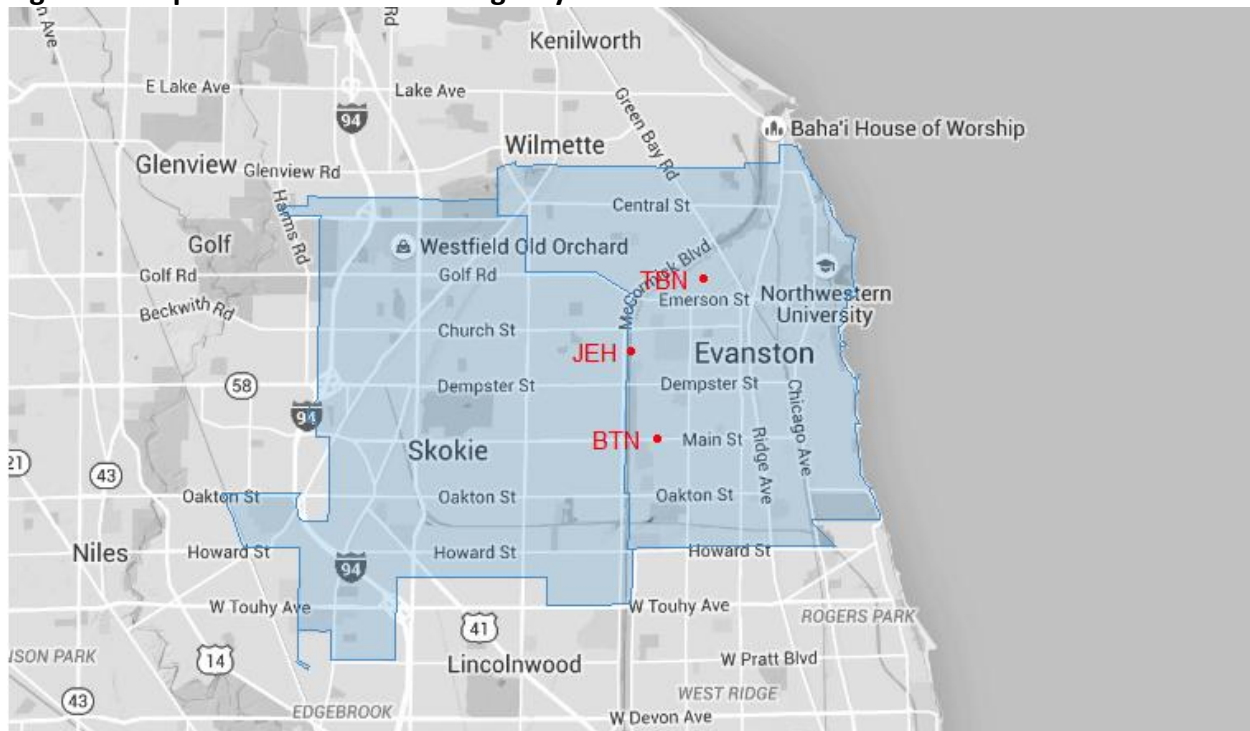 Kenilworth
E Lake Ave
Lake Ave
94
Green Bay Rd
Baha'i House of Worship
Wilmette
Glenview
Glenview Rd
Harms Rd
Central St
Golf
Westfield Old Orchard
McCormick Blvd
Golf Rd
Golf Rd
TBN
Emerson St
Northwestern
University
Beckwith Rd
Church St
JEH
Evanston
58
Dempster St
Dempster St
Chicago Ave
94
Ridge Ave
BTN
Main St
Skokie
21
43
Oakton St
Oakton St
Oakton St
Niles
Howard St
Howard St
Howard St
94
W Touhy Ave
W Touhy Ave
ROGERS PARK
41
14
Lincolnwood
W Pratt Blvd
WEST RIDGE
43
EDGEBROOK
W Devon Ave